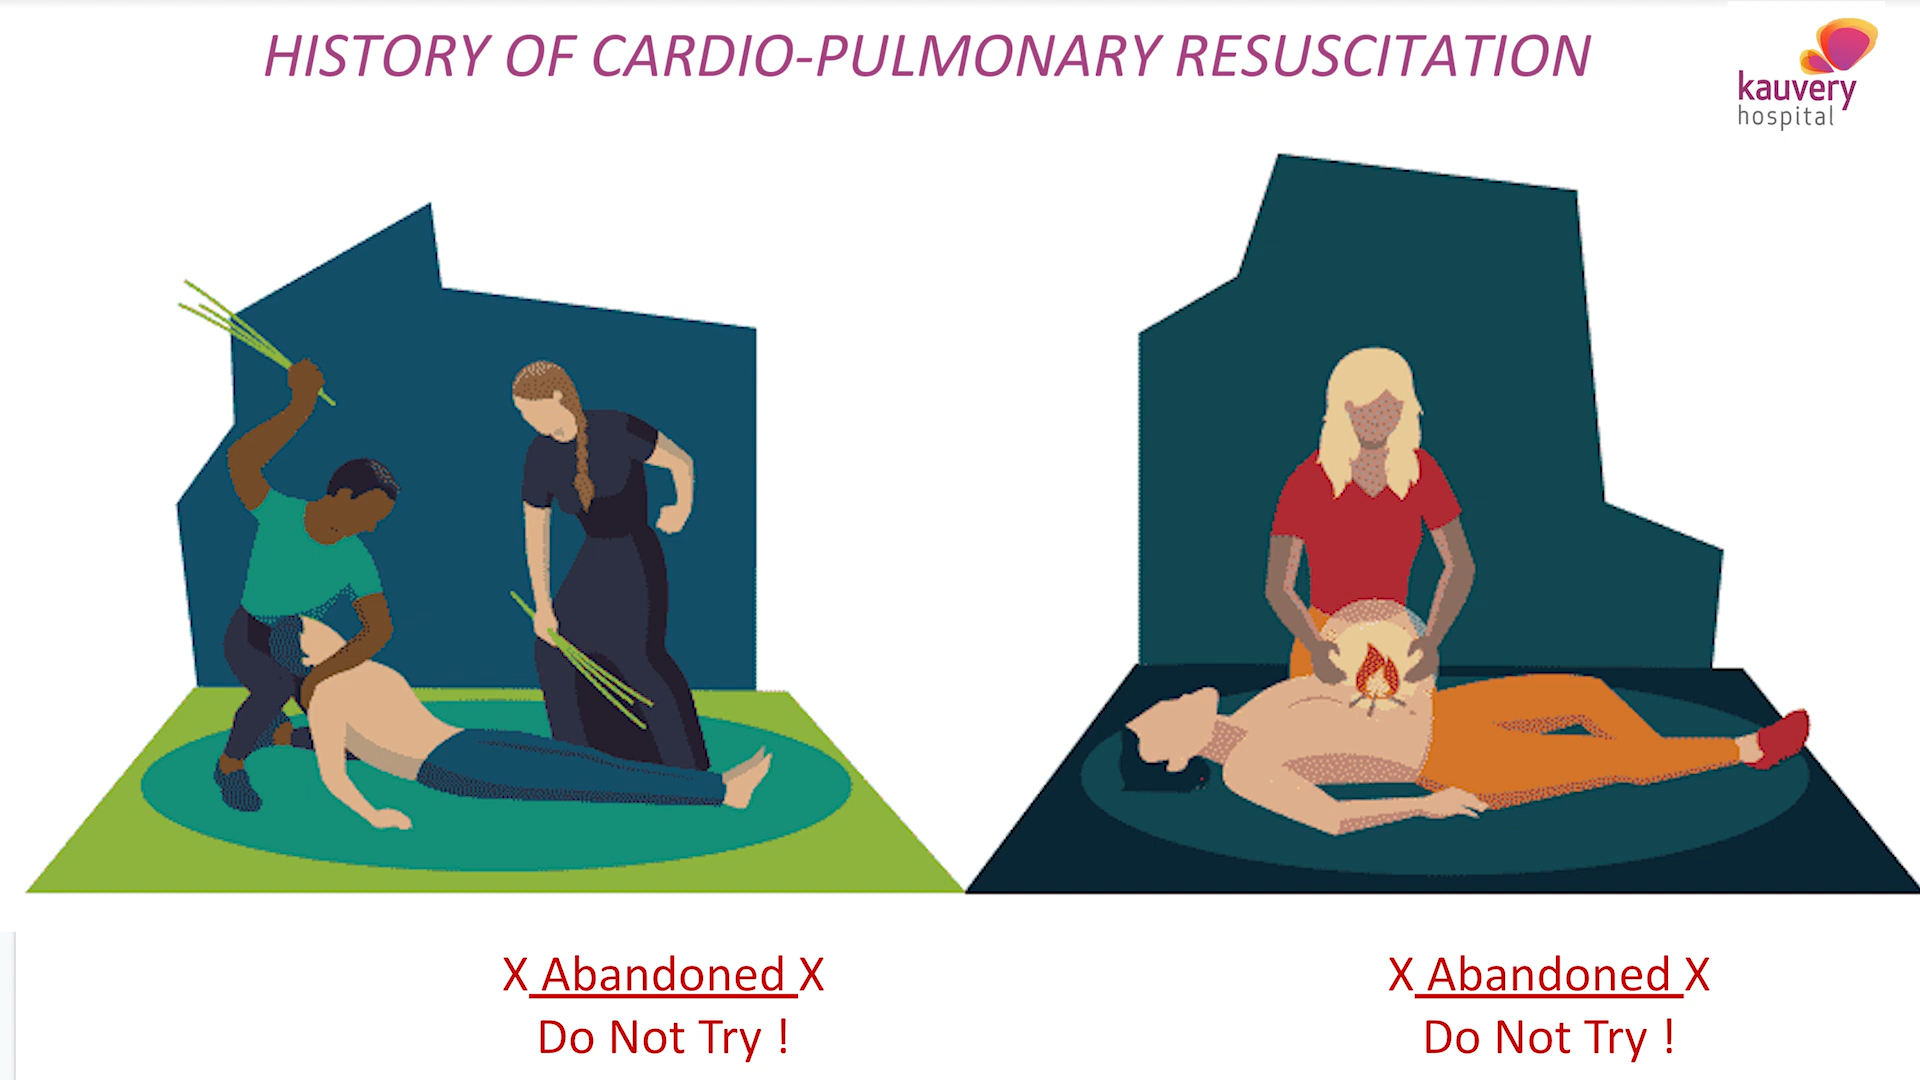 HISTORY OF CARDIO-PULMONARY RESUSCITATION
kauvery
hospital
X Abandoned X
Do Not Try !
X Abandoned X
Do Not Try !